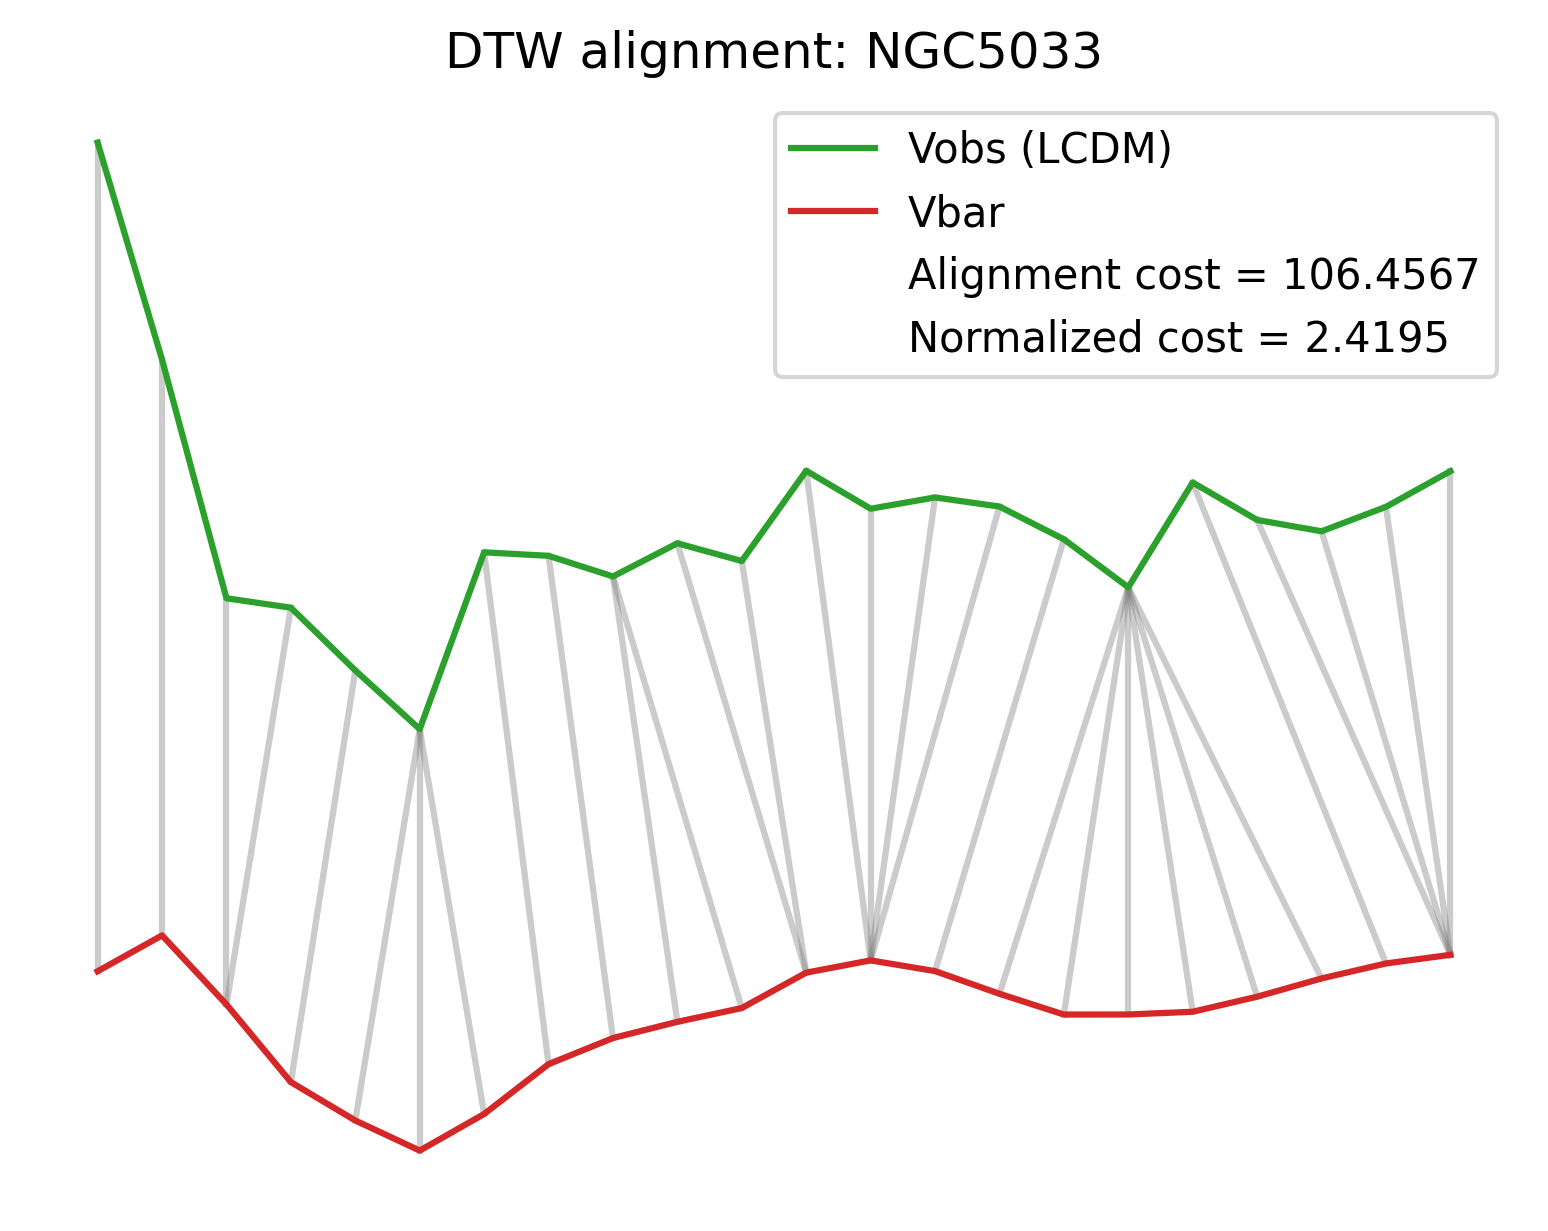 DTW alignment: NGC5033
Vobs (LCDM)
Vbar
Alignment cost = 106.4567
Normalized cost = 2.4195